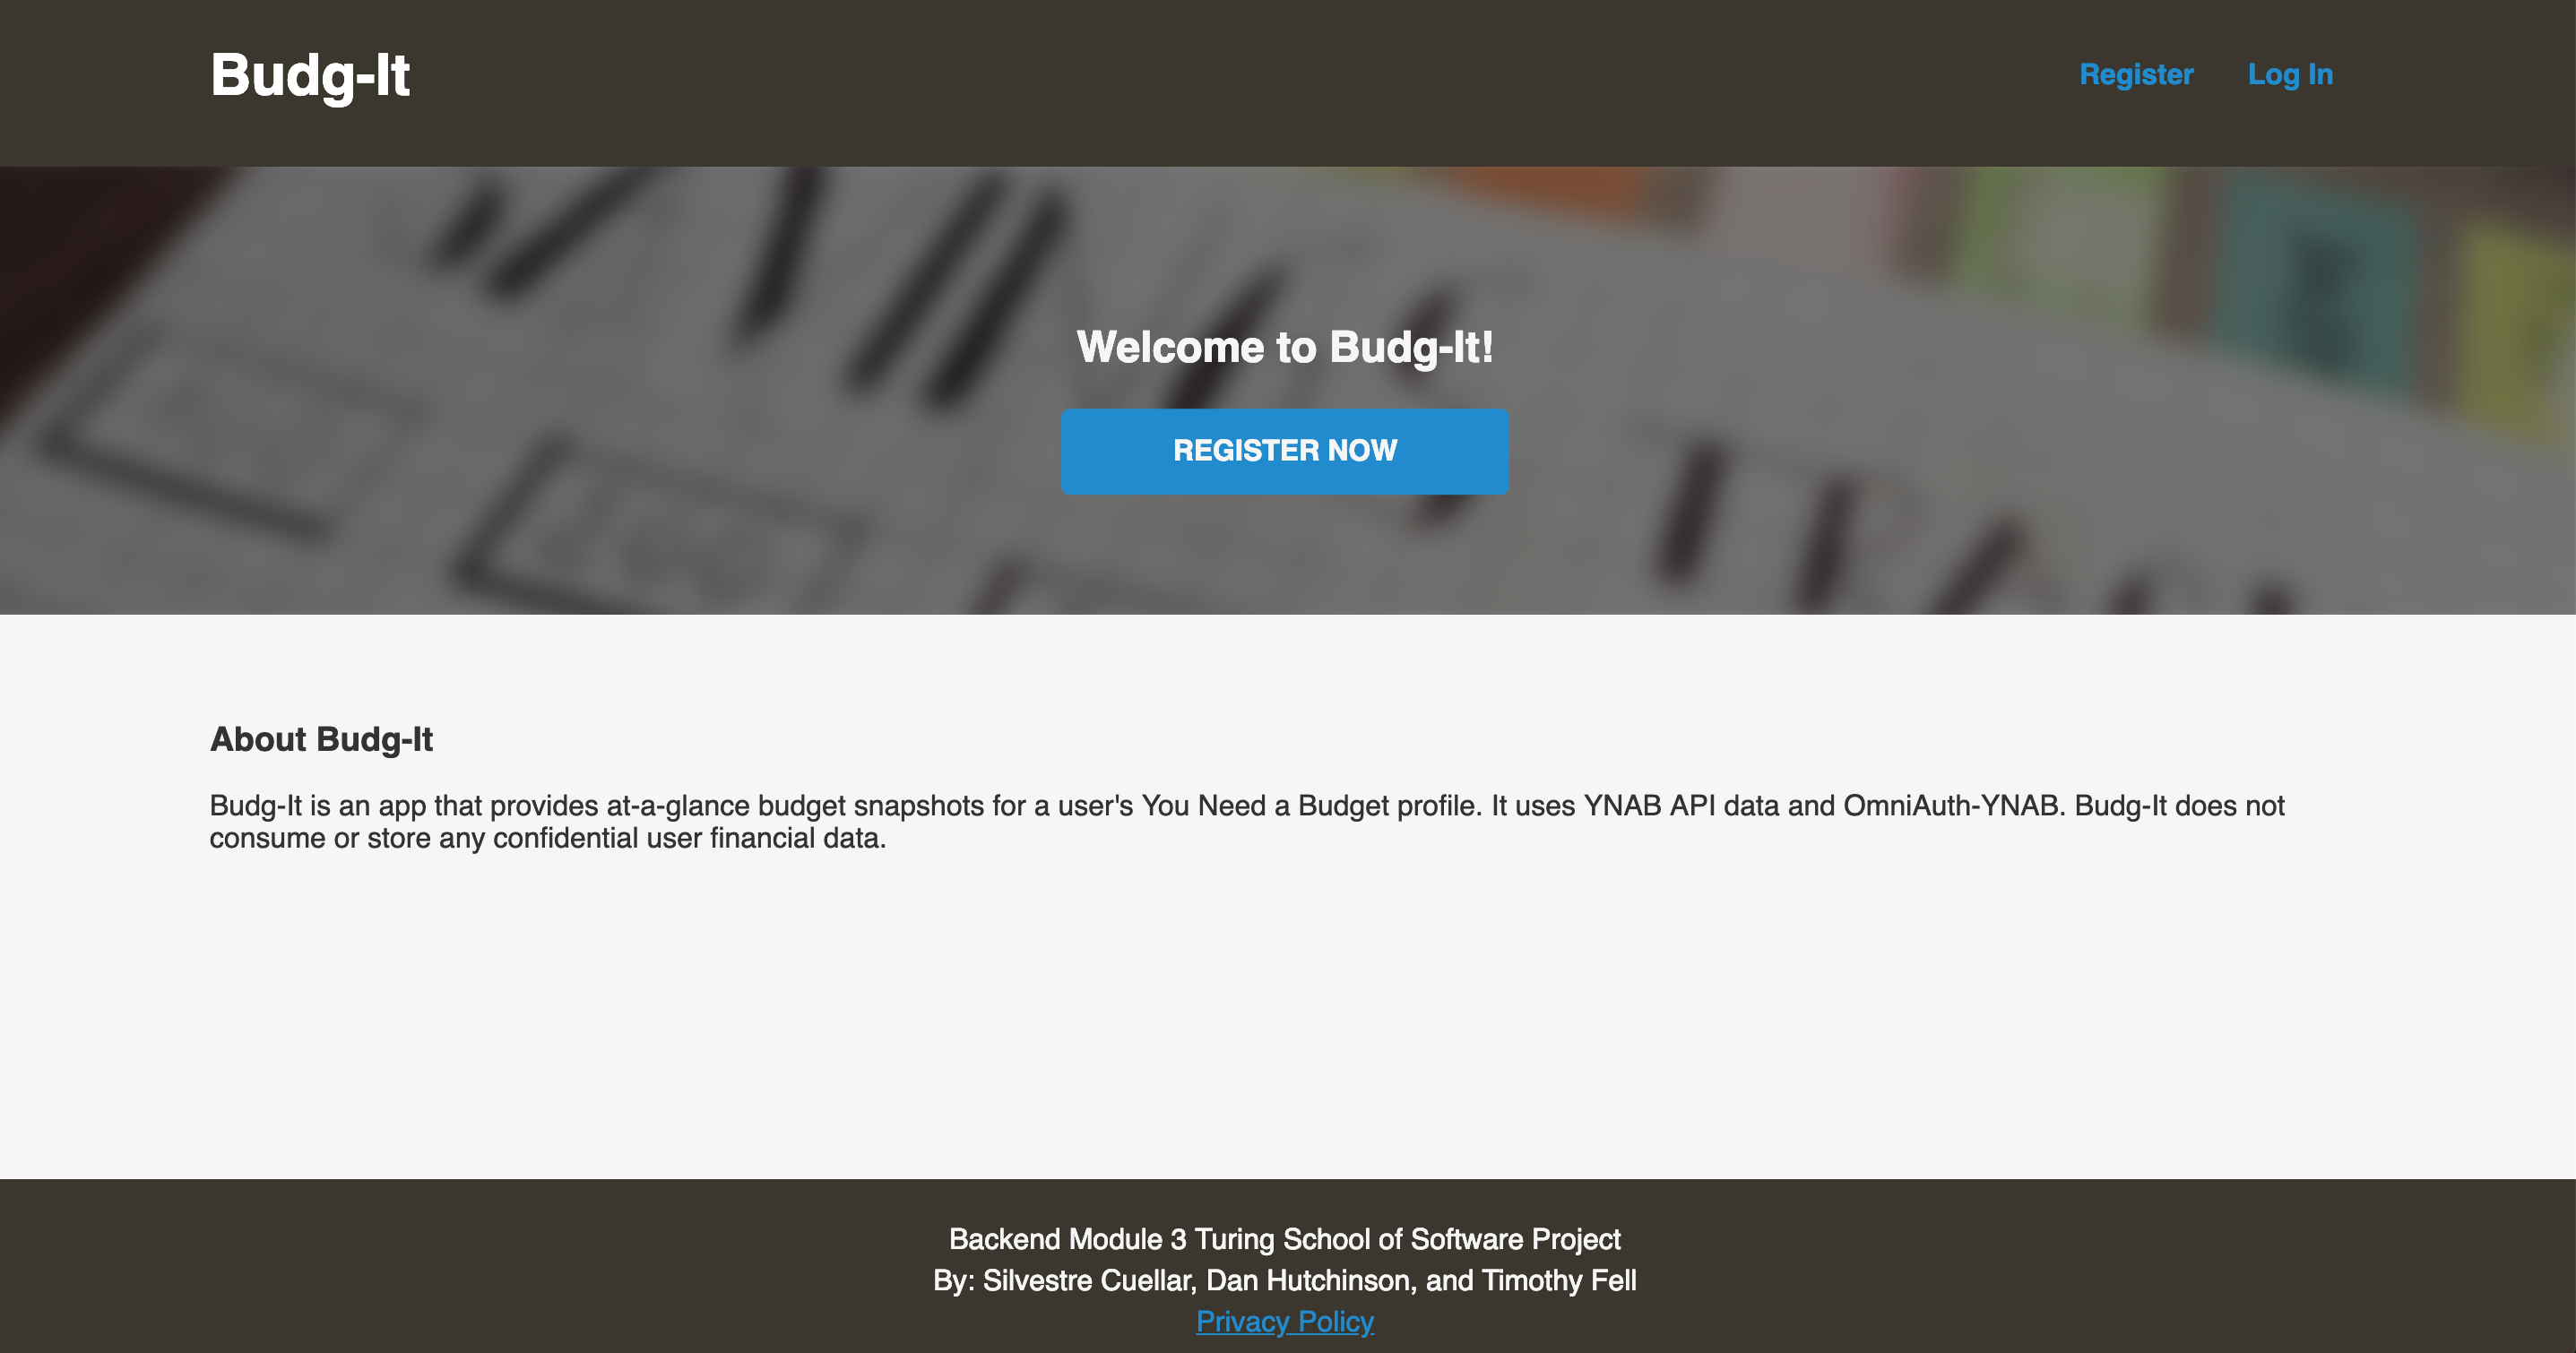 Budg-It
Register Log In
Welcome to Budg-It!
REGISTER NOW
About Budg-It
Budg-It is an app that provides at-a-glance budget snapshots for a user's You Need a Budget profile. It uses YNAB API data and OmniAuth-YNAB. Budg-It does not
consume or store any confidential user financial data.
Backend Module 3 Turing School of Software Project
By: Silvestre Cuellar, Dan Hutchinson, and Timothy Fell
Privacy Policy